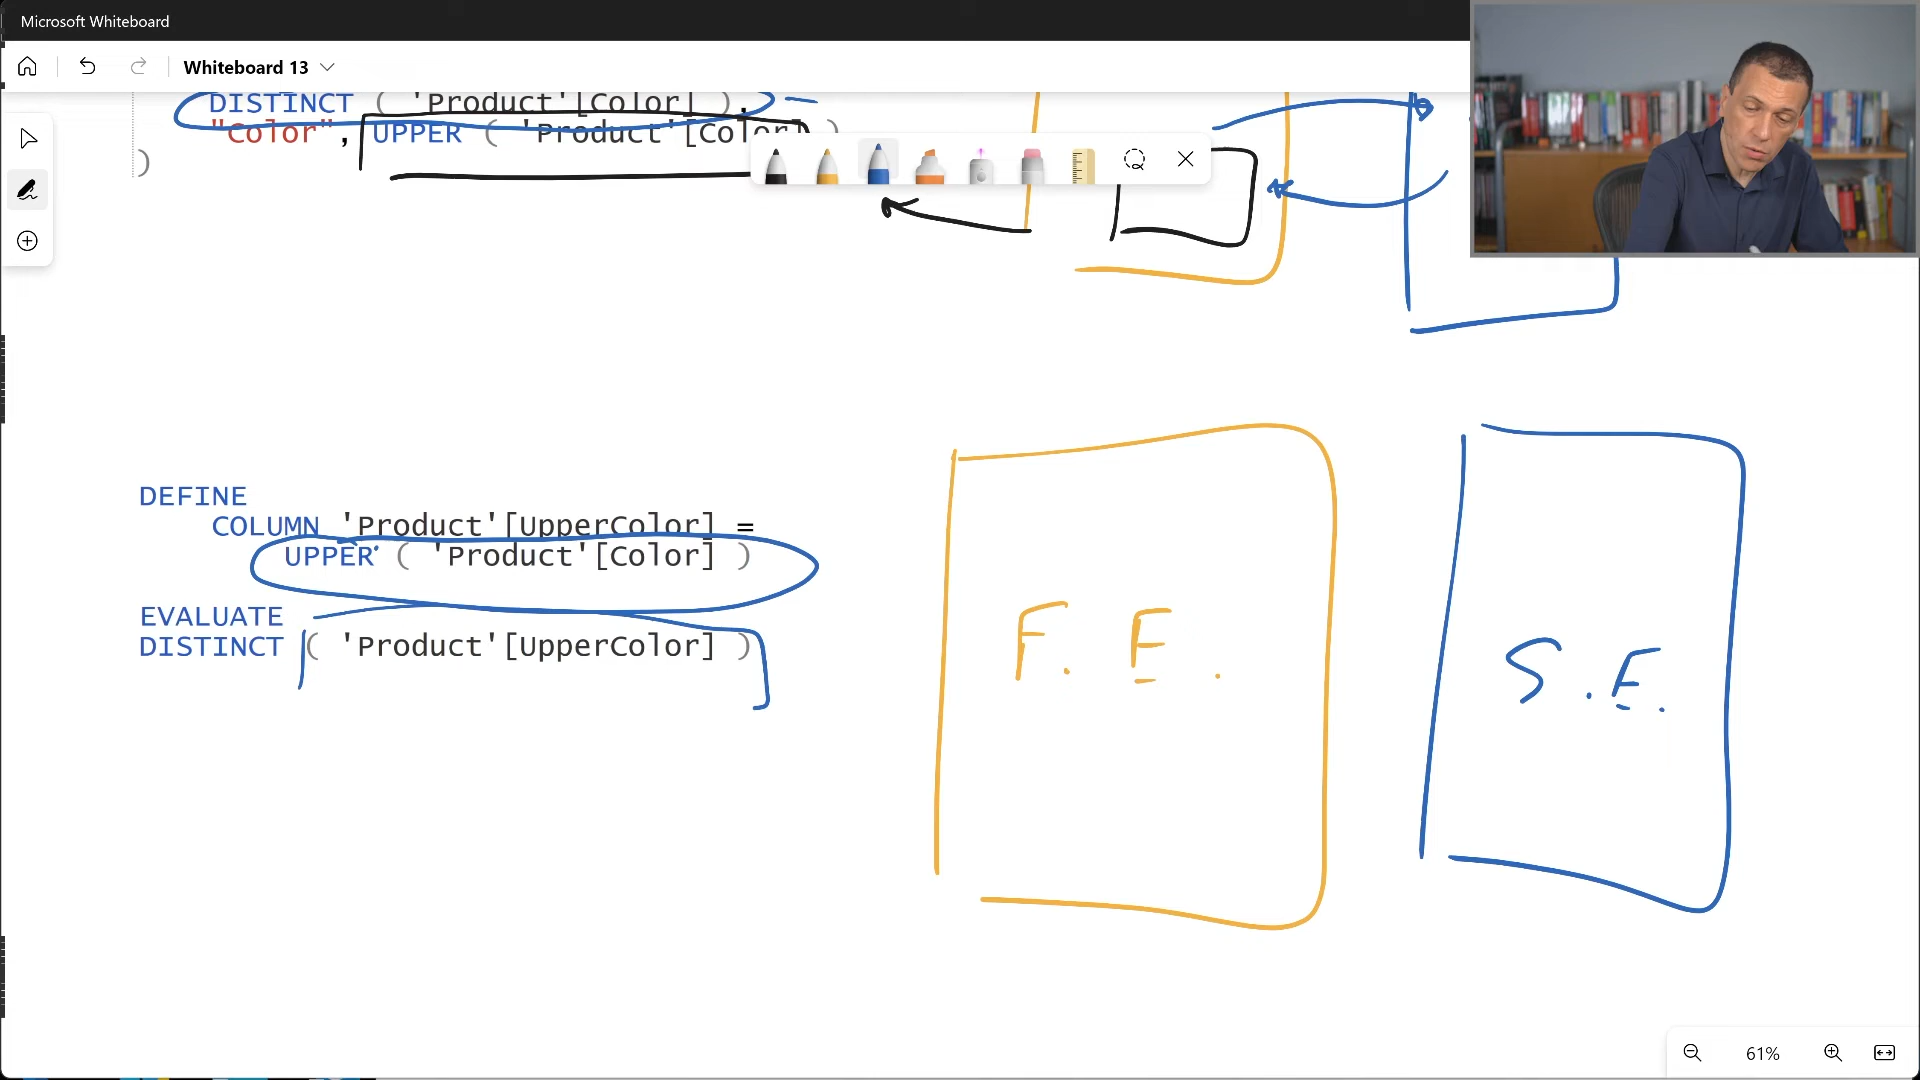 Microsoft Whiteboard
Whiteboard 13
DISTINCT ( 'Product'[Color] ),
"Color", UPPER ( 'Product'[Color] )
)
DEFINE
COLUMN 'Product'[UpperColor] =
UPPER ( 'Product'[Color] )
EVALUATE
DISTINCT ( 'Product'[UpperColor] )
F. E.
S.E.
61%